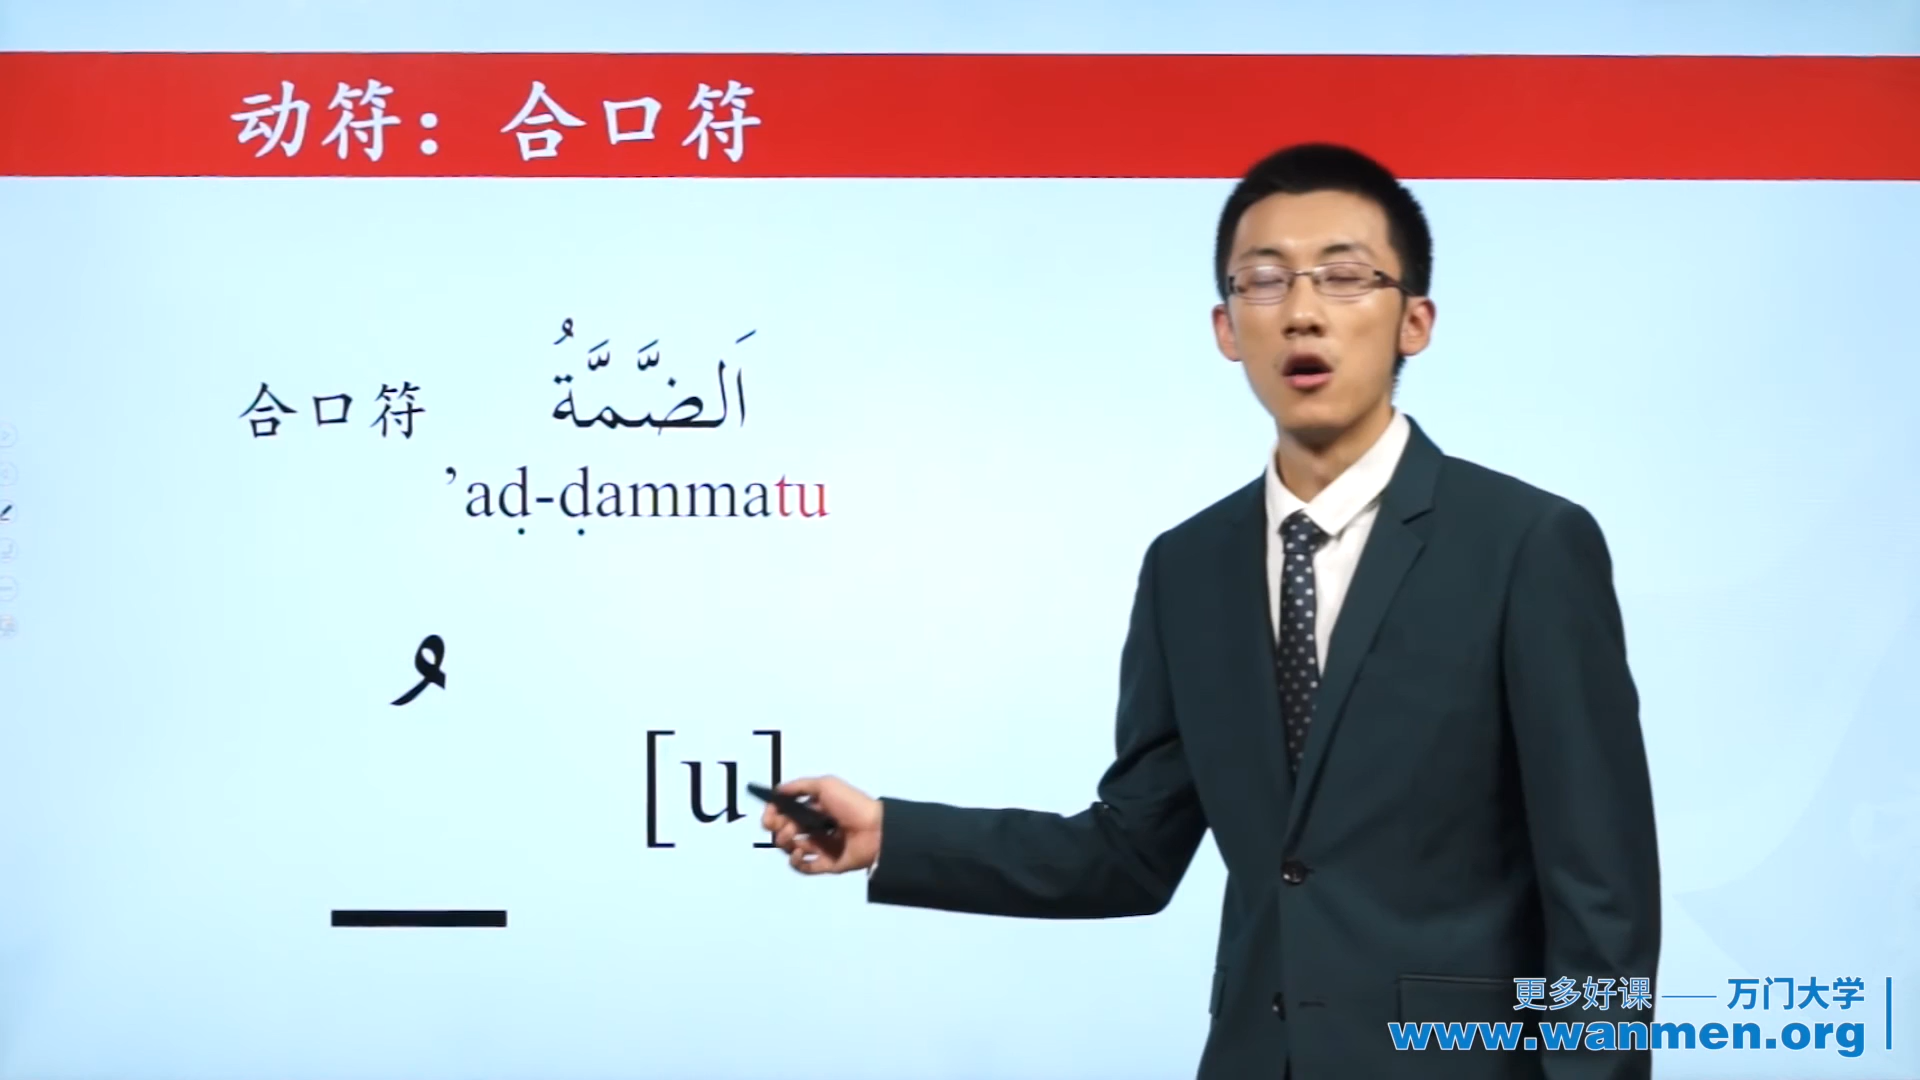 动符：合口符
合口符 اَلضَّمَّةُ
’aḍ-ḍammatu
ُ
[u]
更多好课 —— 万门大学
www.wanmen.org